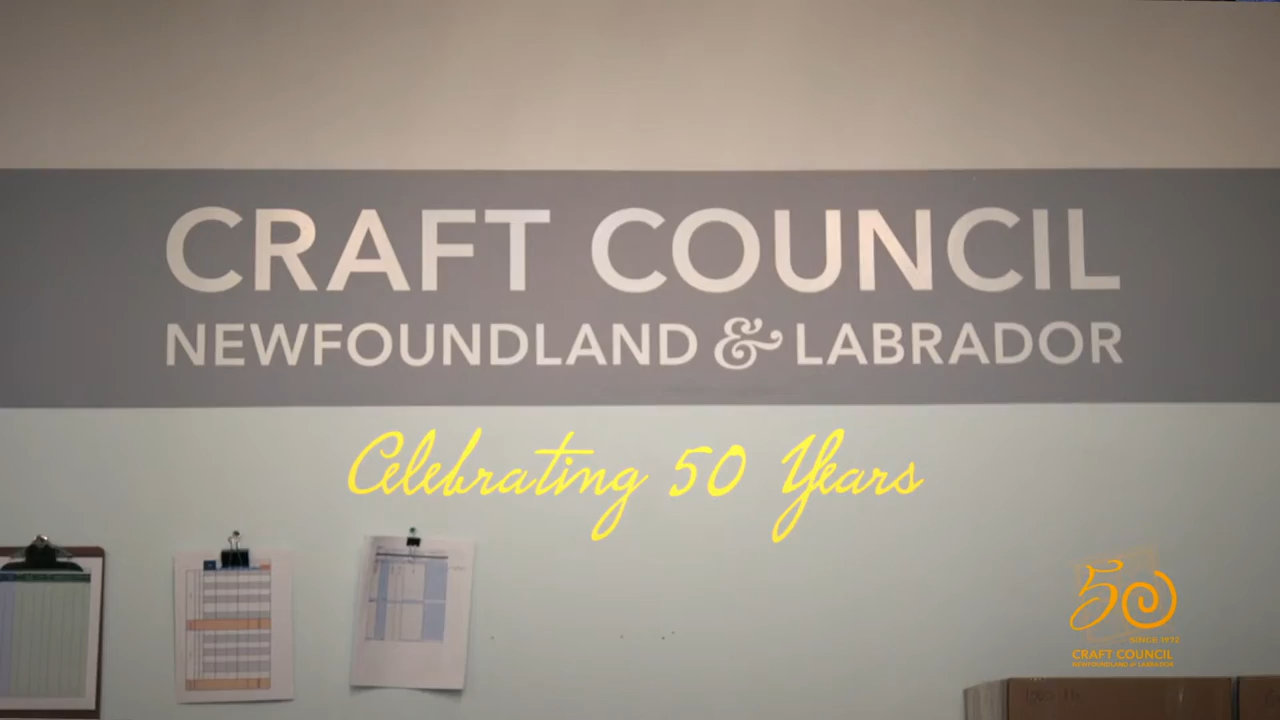 CRAFT COUNCIL
NEWFOUNDLAND & LABRADOR
Celebrating 50 Years
50
SINCE 1972
CRAFT COUNCIL
NEWFOUNDLAND & LABRADOR